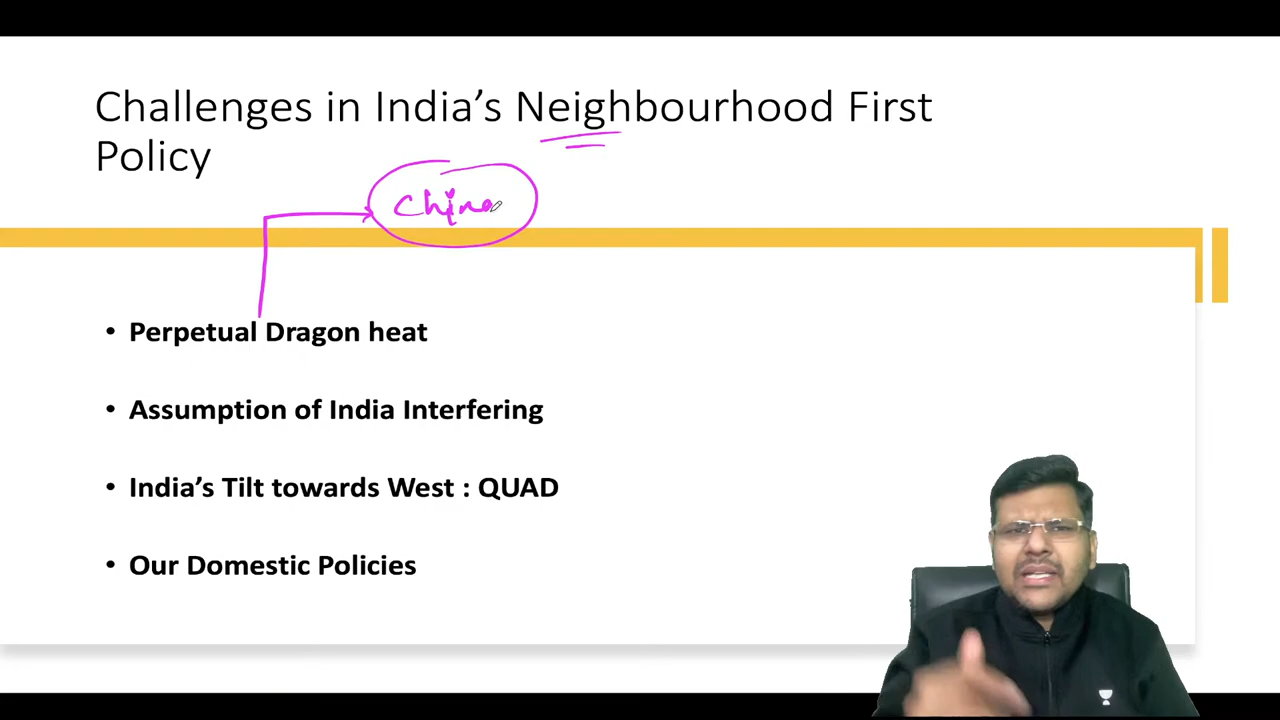 Challenges in India’s Neighbourhood First
Policy
China
• Perpetual Dragon heat
• Assumption of India Interfering
• India’s Tilt towards West : QUAD
• Our Domestic Policies